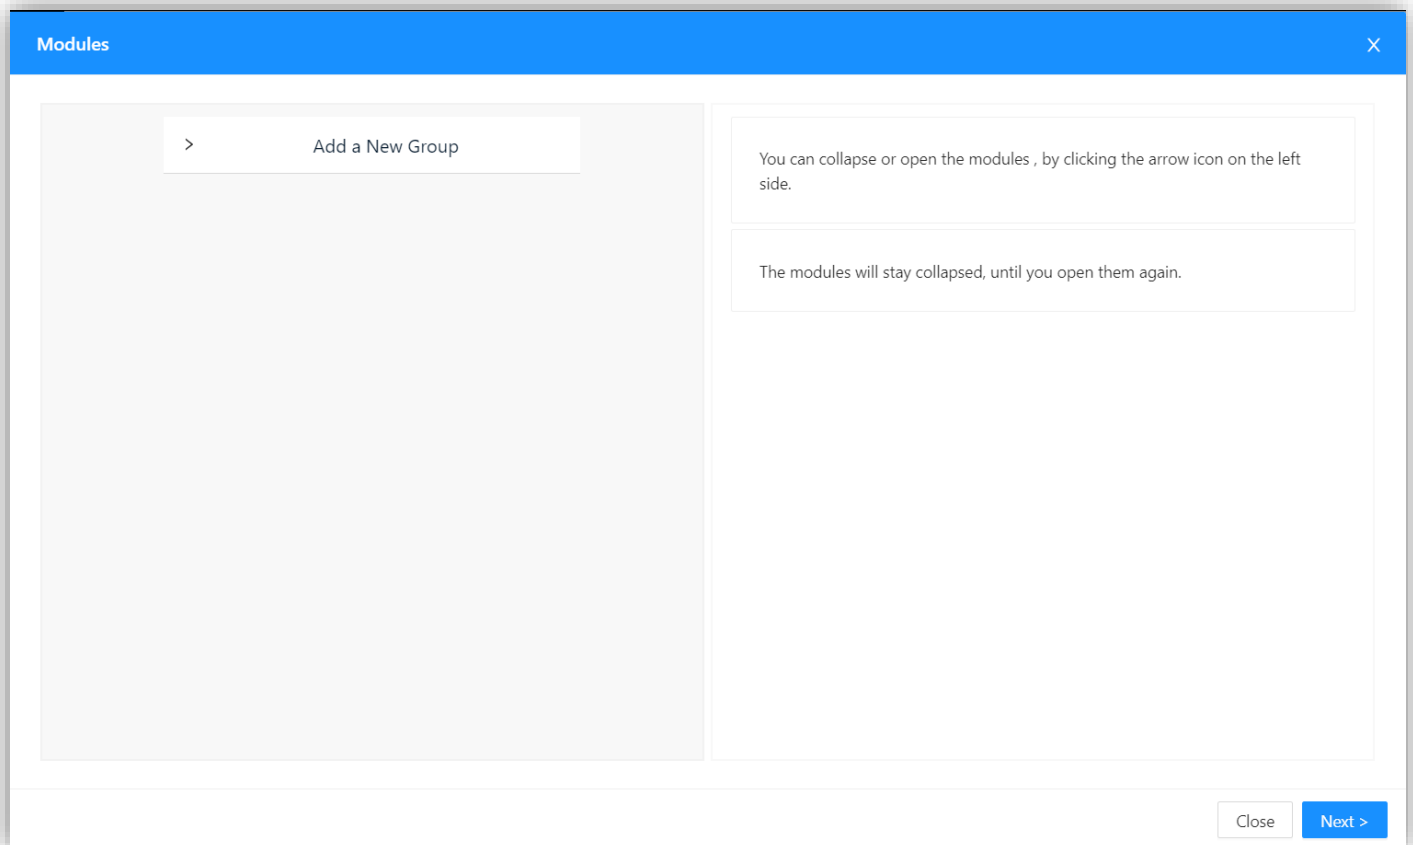 Modules
X
> Add a New Group
You can collapse or open the modules , by clicking the arrow icon on the left
side.
The modules will stay collapsed, until you open them again.
Close
Next >